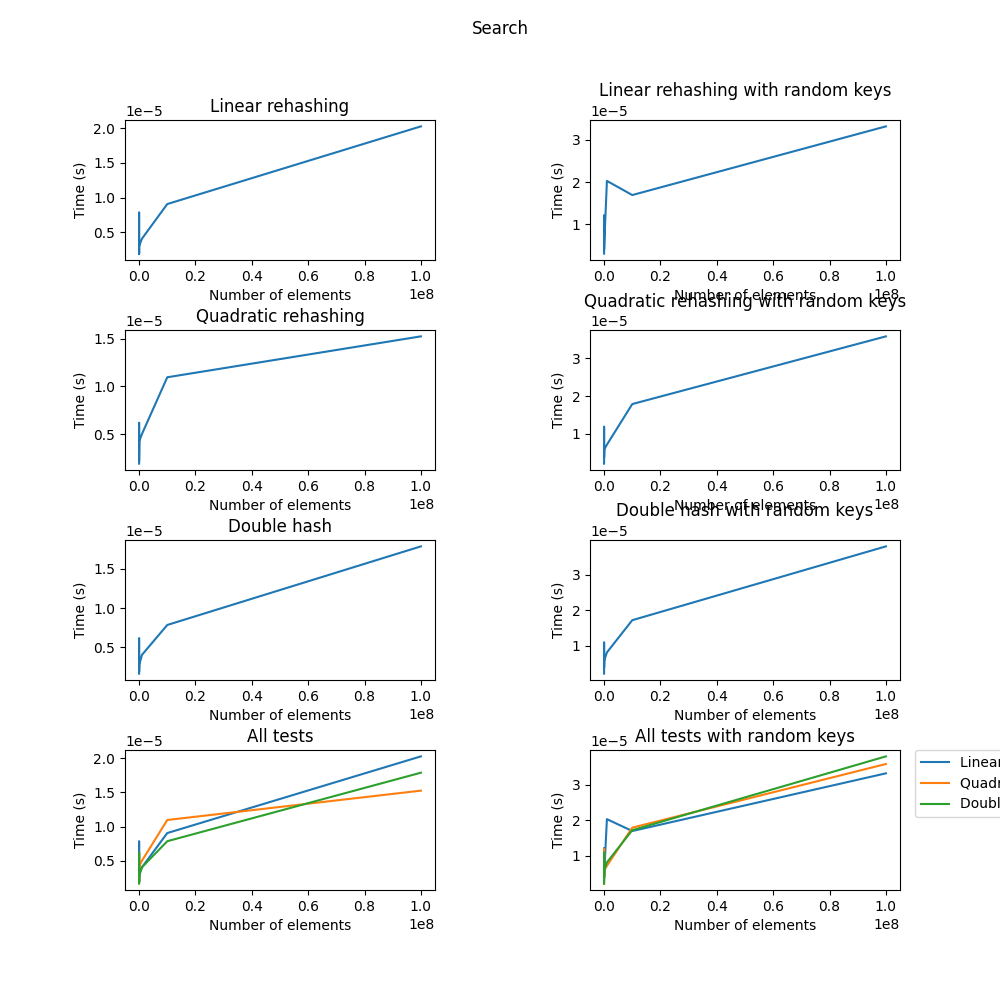 Search
Linear rehashing
1e−5
Time (s)
2.0
1.5
1.0
0.5
0.0 0.2 0.4 0.6 0.8 1.0
Number of elements
1e8
Linear rehashing with random keys
1e−5
Time (s)
3
2
1
0.0 0.2 0.4 0.6 0.8 1.0
Number of elements
1e8
Quadratic rehashing
1e−5
Time (s)
1.5
1.0
0.5
0.0 0.2 0.4 0.6 0.8 1.0
Number of elements
1e8
Quadratic rehashing with random keys
1e−5
Time (s)
3
2
1
0.0 0.2 0.4 0.6 0.8 1.0
Number of elements
1e8
Double hash
1e−5
Time (s)
1.5
1.0
0.5
0.0 0.2 0.4 0.6 0.8 1.0
Number of elements
1e8
Double hash with random keys
1e−5
Time (s)
3
2
1
0.0 0.2 0.4 0.6 0.8 1.0
Number of elements
1e8
All tests
1e−5
Time (s)
2.0
1.5
1.0
0.5
0.0 0.2 0.4 0.6 0.8 1.0
Number of elements
1e8
All tests with random keys
1e−5
Time (s)
3
2
1
0.0 0.2 0.4 0.6 0.8 1.0
Number of elements
1e8
Linear
Quadr
Doubl